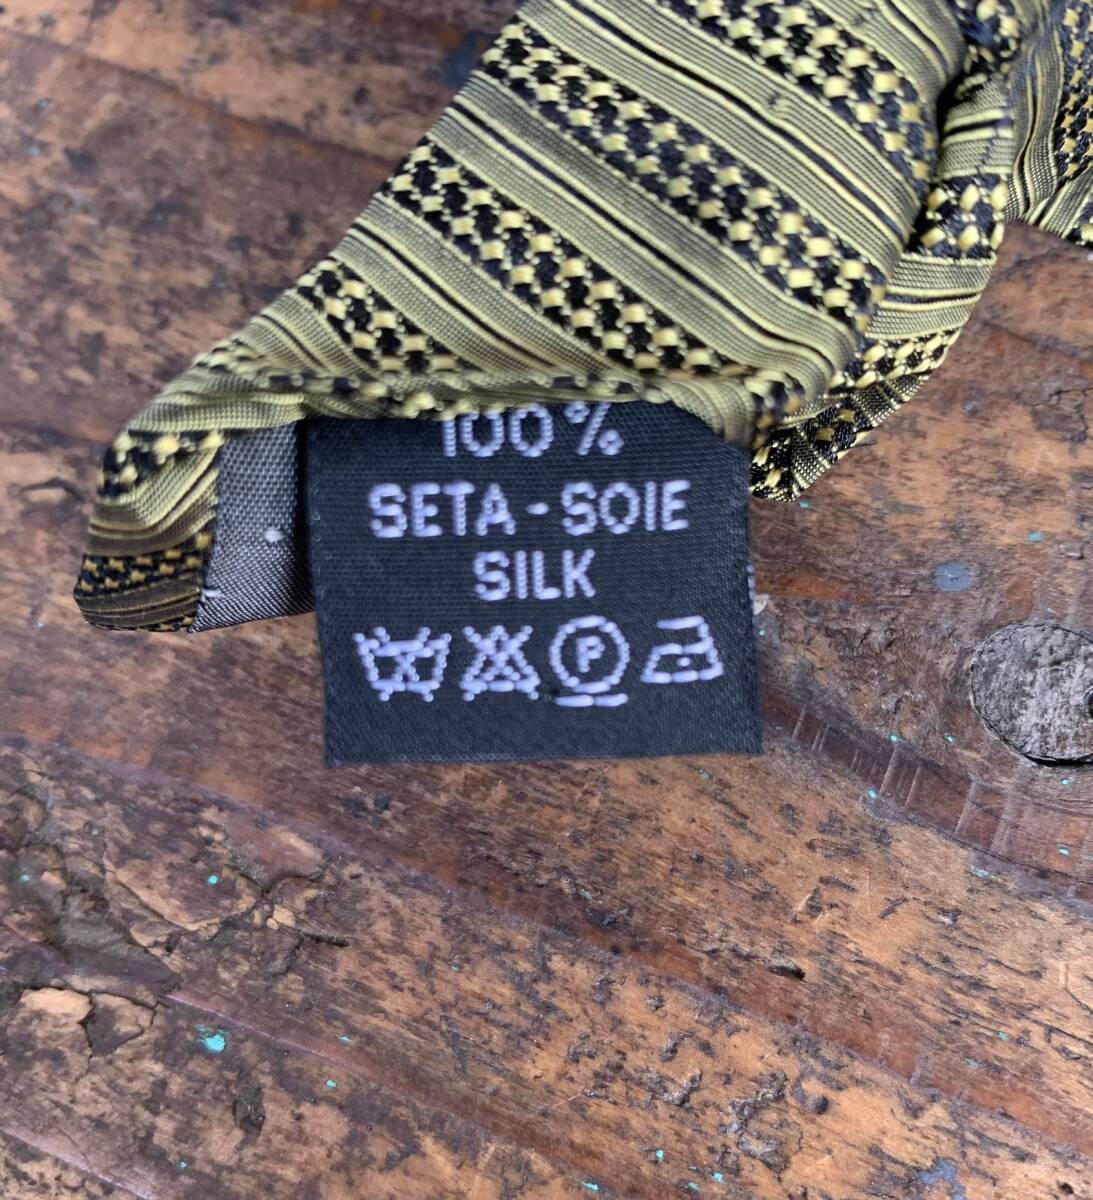 100%
SETA - SOIE
SILK
P